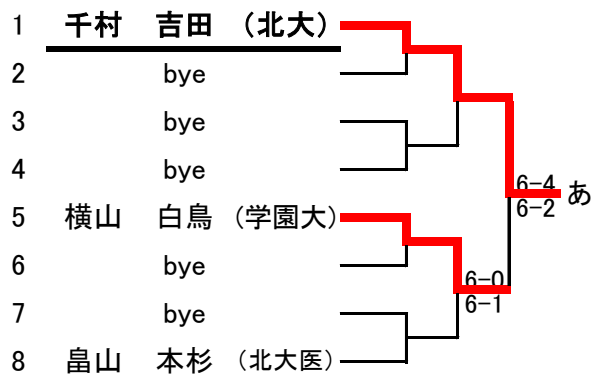 1 千村 吉田 （北大）
2 bye
3 bye
4 bye
6-4
あ
5 横山 白鳥 （学園大）
6-2
6 bye
6-0
7 bye
6-1
8 畠山 本杉 （北大医）